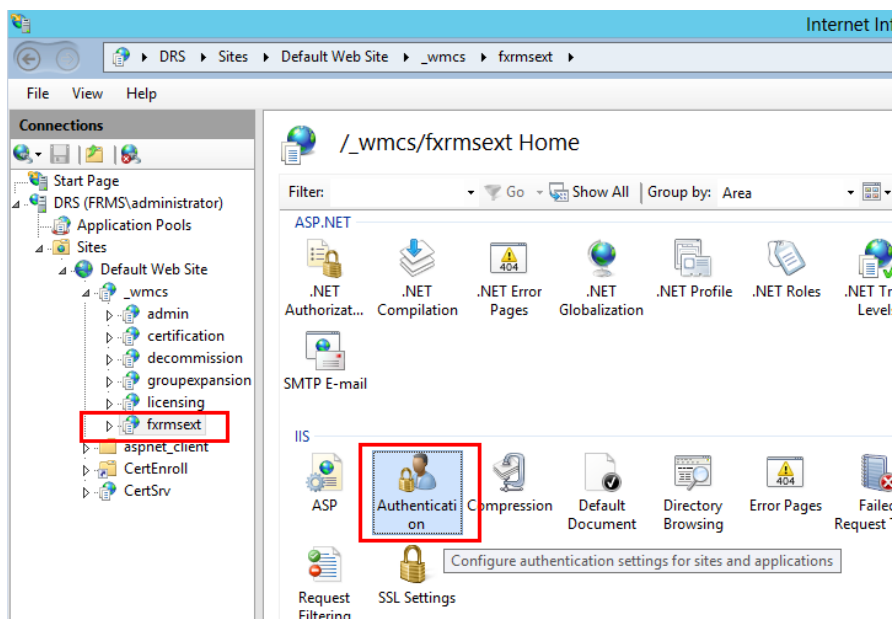 Internet Inf
DRS Sites Default Web Site _wmcs fxrmsext
File View Help
Connections
Start Page
DRS (FRMS\administrator)
Application Pools
Sites
Default Web Site
_wmcs
admin
certification
decommission
groupexpansion
licensing
fxrmsext
aspnet_client
CertEnroll
CertSrv
/_wmcs/fxrmsext Home
Filter: Go Show All Group by: Area
ASP.NET
.NET Authorizat...
.NET Compilation
404
.NET Error Pages
.NET Globalization
.NET Profile
.NET Roles
.NET Tr
Level
SMTP E-mail
IIS
ASP
Authenticati
on
Compression
Default
Document
Directory
Browsing
404
Error Pages
Failed
Request T
Configure authentication settings for sites and applications
Request
Filtering
SSL Settings